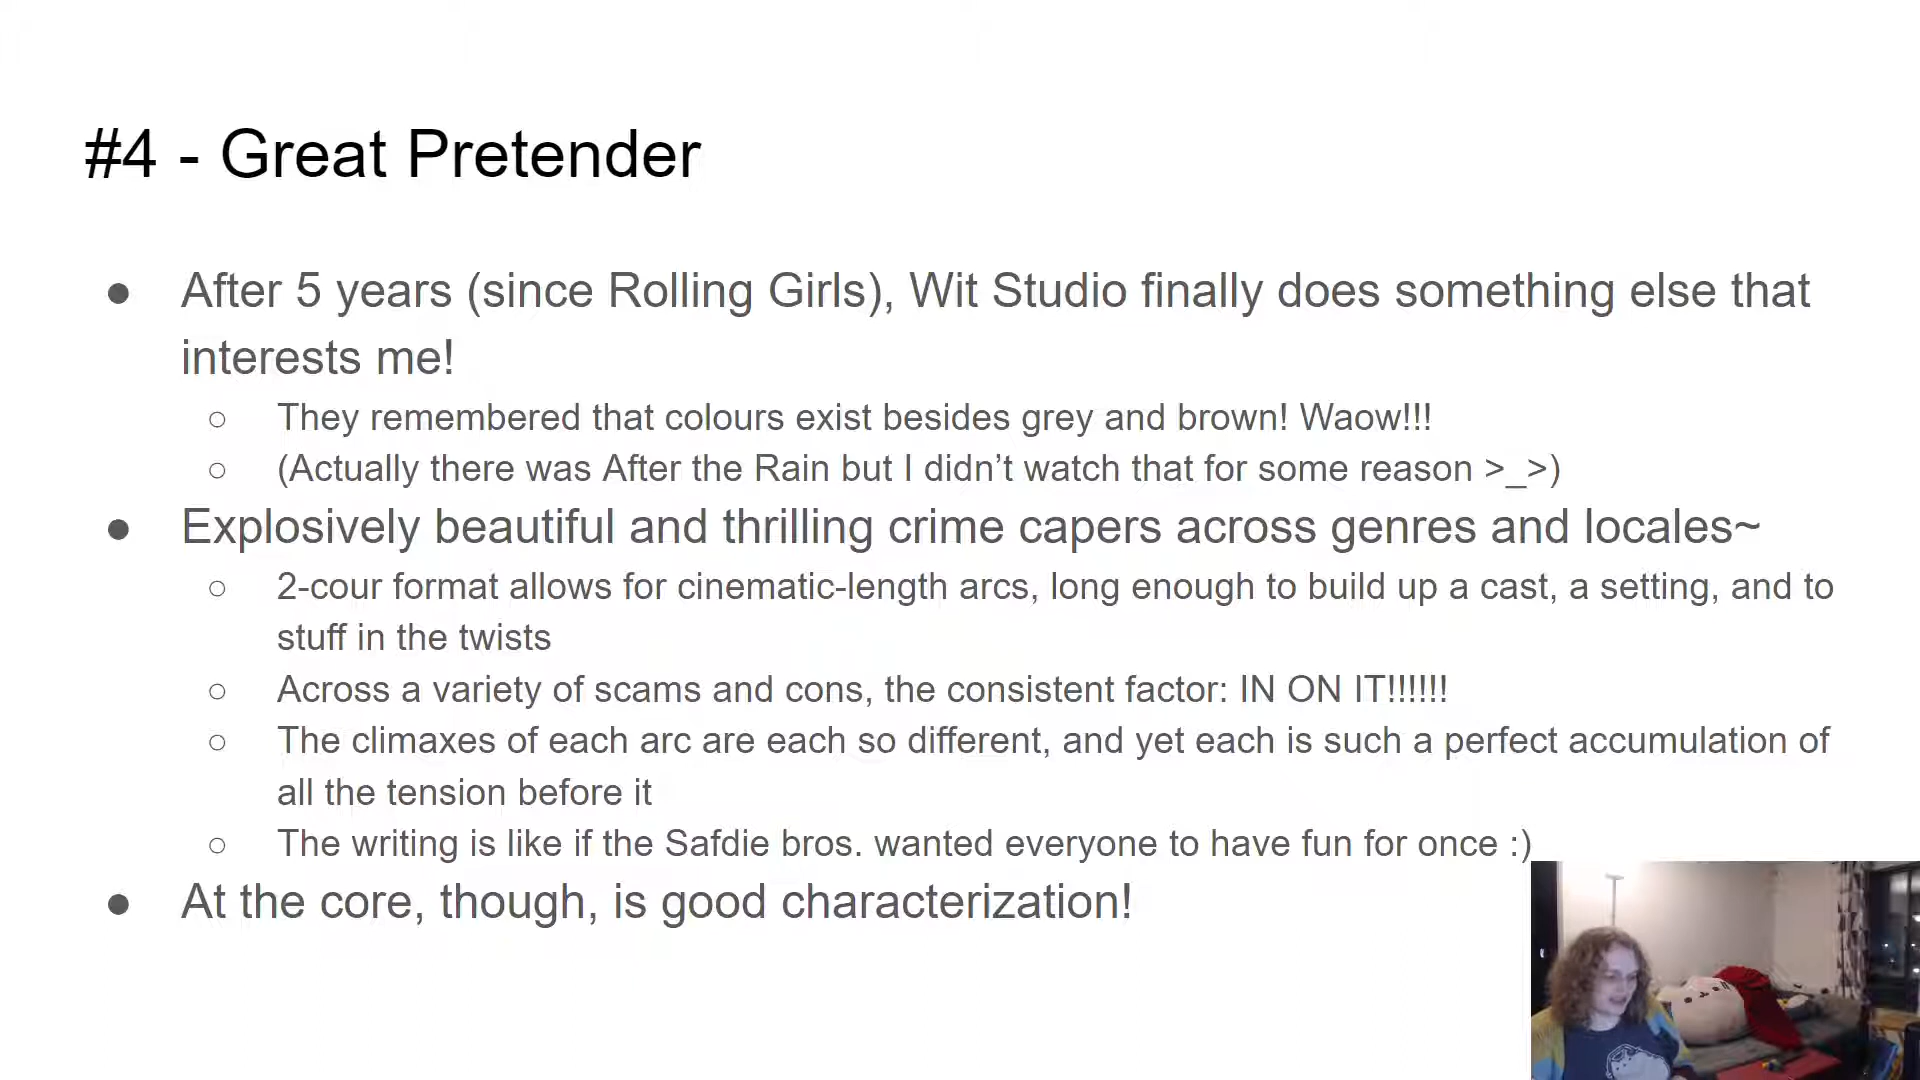 #4 - Great Pretender
● After 5 years (since Rolling Girls), Wit Studio finally does something else that
interests me!
○ They remembered that colours exist besides grey and brown! Waow!!!
○ (Actually there was After the Rain but I didn’t watch that for some reason >_>)
● Explosively beautiful and thrilling crime capers across genres and locales~
○ 2-cour format allows for cinematic-length arcs, long enough to build up a cast, a setting, and to
stuff in the twists
○ Across a variety of scams and cons, the consistent factor: IN ON IT!!!!!!
○ The climaxes of each arc are each so different, and yet each is such a perfect accumulation of
all the tension before it
○ The writing is like if the Safdie bros. wanted everyone to have fun for once :)
● At the core, though, is good characterization!